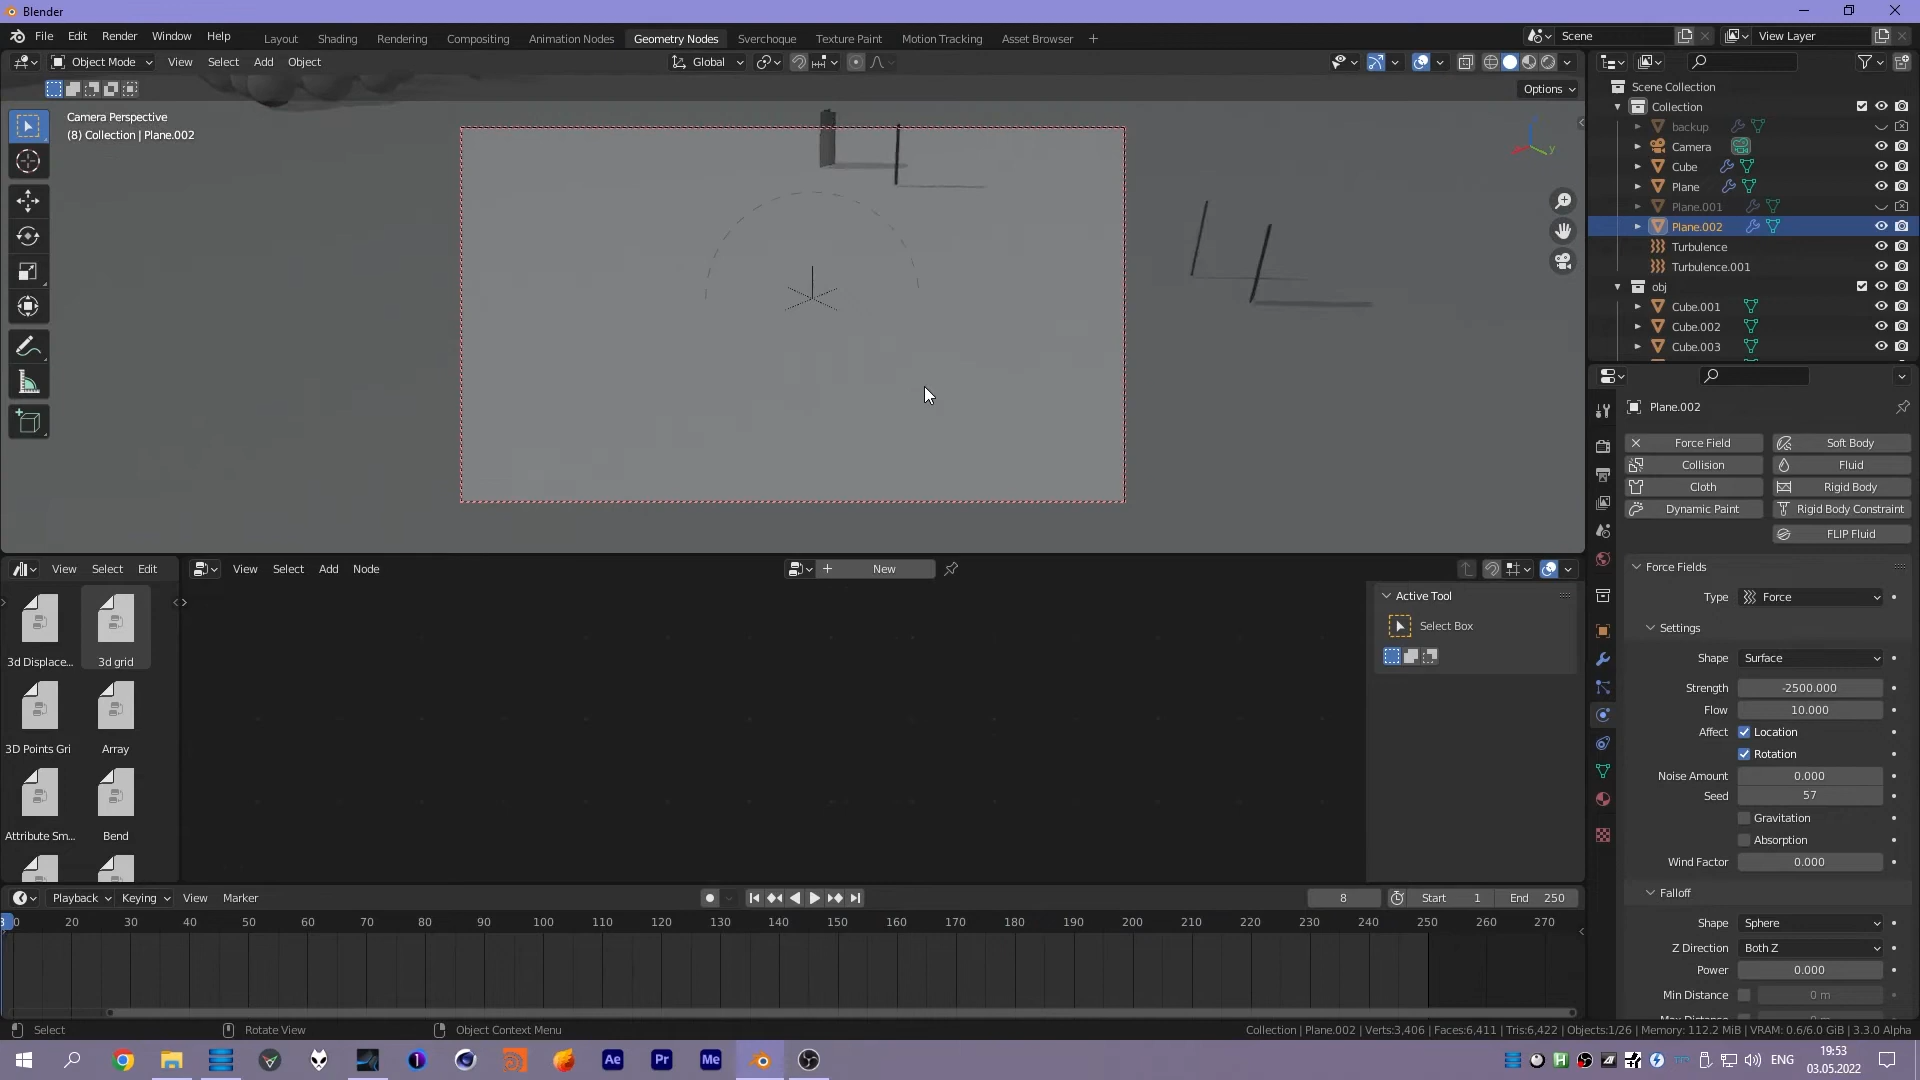 Blender
File Edit Render Window Help
Layout Shading Rendering Compositing Animation Nodes Geometry Nodes Sverchoque Texture Paint Motion Tracking Asset Browser
Scene
View Layer
Object Mode View Select Add Object
Global
Options
Camera Perspective
(8) Collection | Plane.002
y
Scene Collection
Collection
backup
Camera
Cube
Plane
Plane.001
Plane.002
Turbulence
Turbulence.001
obj
Cube.001
Cube.002
Cube.003
Plane.002
Force Field Soft Body
Collision Fluid
Cloth Rigid Body
Dynamic Paint Rigid Body Constraint
FLIP Fluid
Force Fields
Type Force
Settings
Shape Surface
Strength -2500.000
Flow 10.000
Affect Location
Rotation
Noise Amount 0.000
Seed 57
Gravitation
Absorption
Wind Factor 0.000
Falloff
Shape Sphere
Z Direction Both Z
Power 0.000
Min Distance 0 m
View Select Edit
3d Displace... 3d grid
3D Points Gri Array
Attribute Sm... Bend
View Select Add Node
New
Active Tool
Select Box
Playback Keying View Marker
8 Start 1 End 250
8 0 20 30 40 50 60 70 80 90 100 110 120 130 140 150 160 170 180 190 200 210 220 230 240 250 260 270
Select Rotate View Object Context Menu
Collection | Plane.002 | Verts:3,406 | Faces:6,411 | Tris:6,422 | Objects:1/26 | Memory: 112.2 MiB | VRAM: 0.6/6.0 GiB | 3.3.0 Alpha
Ae Pr Me
ENG
19:53
03.05.2022